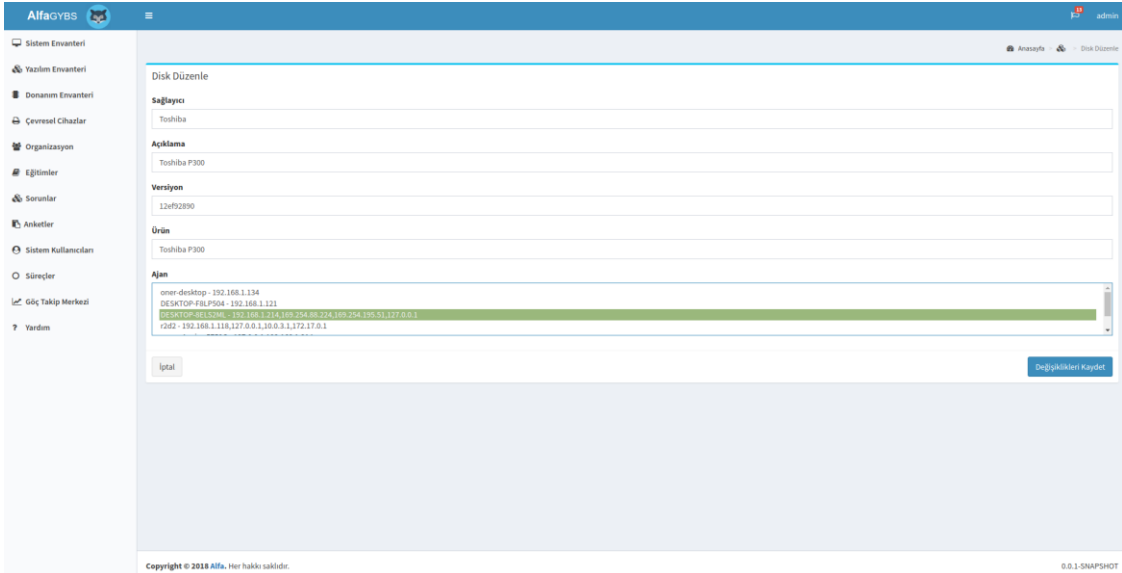 AlfaGYBS
13
admin
Sistem Envanteri
Yazılım Envanteri
Donanım Envanteri
Çevresel Cihazlar
Organizasyon
Eğitimler
Sorunlar
Anketler
Sistem Kullanıcıları
Süreçler
Göç Takip Merkezi
? Yardım
Anasayfa > > Disk Düzenle
Disk Düzenle
Sağlayıcı
Toshiba
Açıklama
Toshiba P300
Versiyon
12ef92890
Ürün
Toshiba P300
Ajan
oner-desktop - 192.168.1.134
DESKTOP-F8LP504 - 192.168.1.121
DESKTOP-8ELS2ML - 192.168.1.214,169.254.80.224,169.254.195.51,127.0.0.1
r2d2 - 192.168.1.118,127.0.0.1,10.0.3.1,172.17.0.1
İptal
Değişiklikleri Kaydet
Copyright © 2018 Alfa. Her hakkı saklıdır.
0.0.1-SNAPSHOT